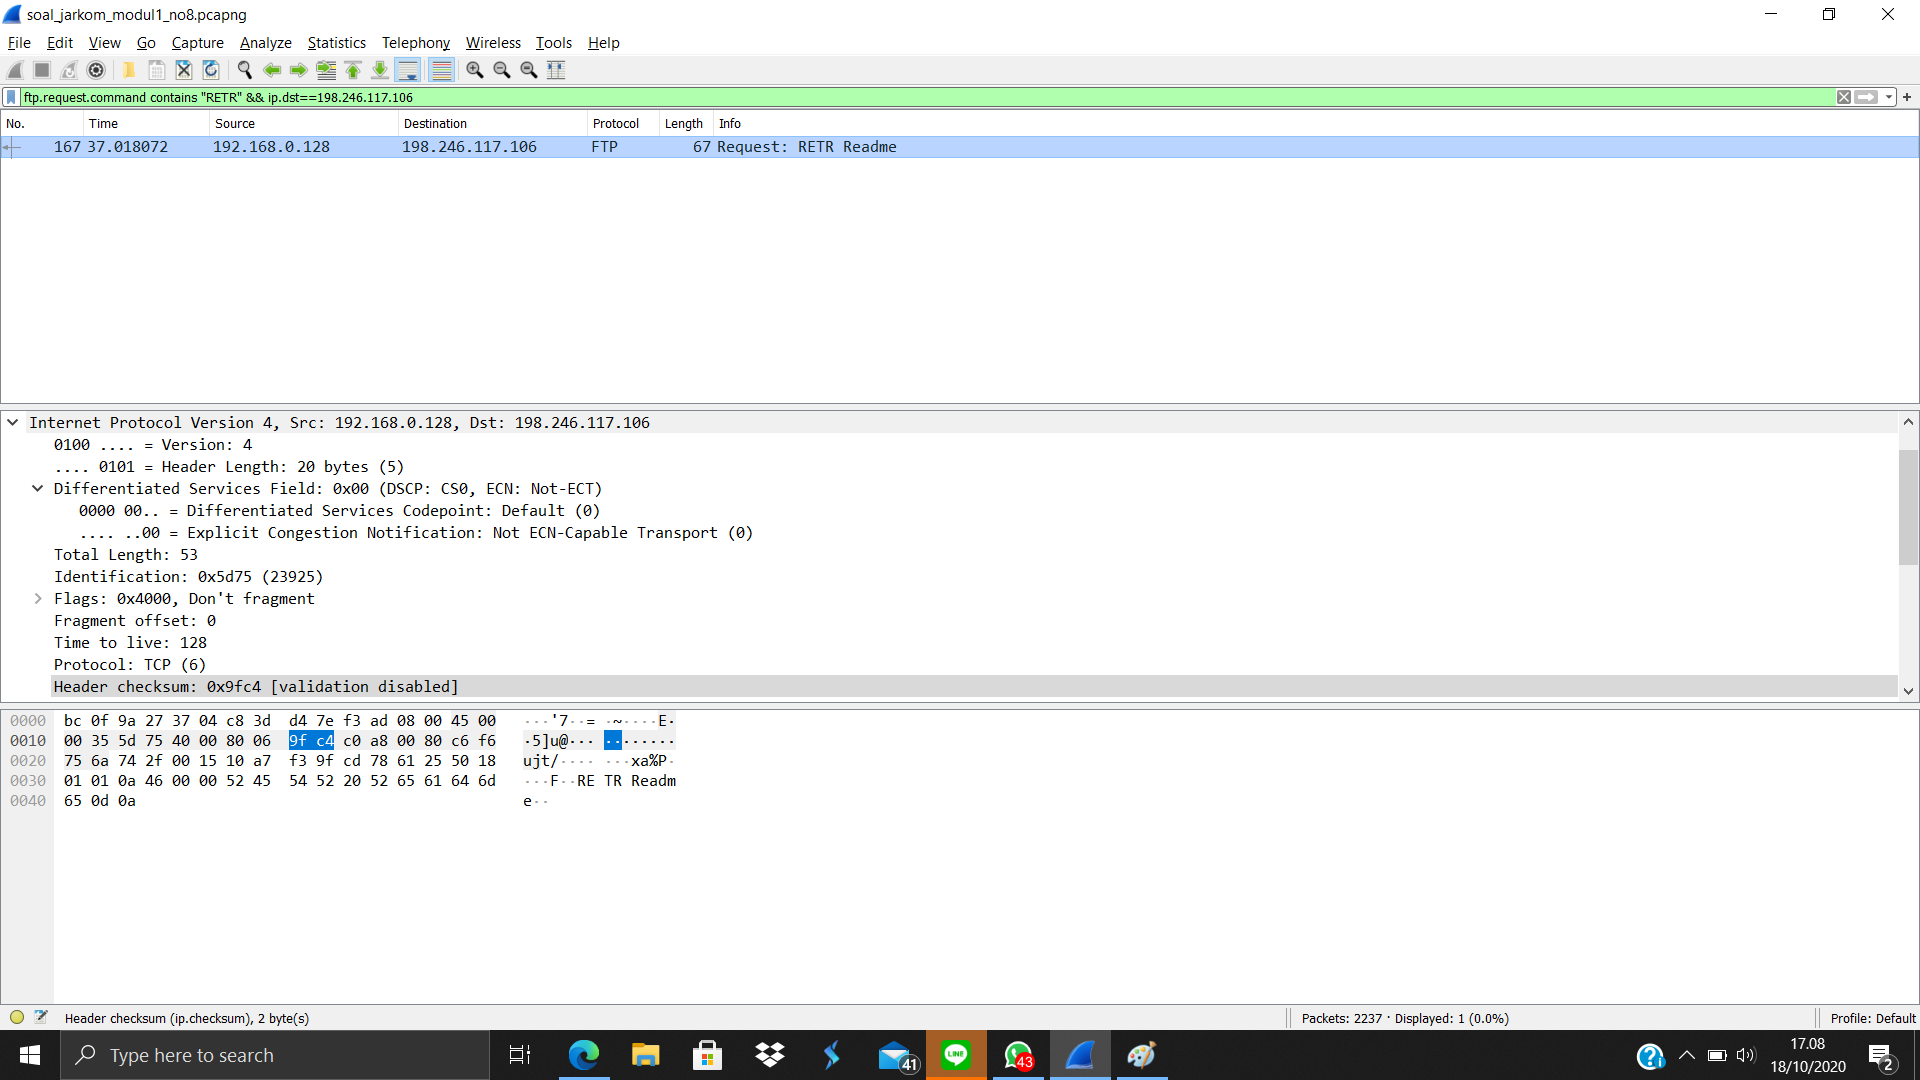 soal_jarkom_modul1_no8.pcapng
File Edit View Go Capture Analyze Statistics Telephony Wireless Tools Help
ftp.request.command contains "RETR" && ip.dst==198.246.117.106
No. Time Source Destination Protocol Length Info
167 37.018072 192.168.0.128 198.246.117.106 FTP 67 Request: RETR Readme
Internet Protocol Version 4, Src: 192.168.0.128, Dst: 198.246.117.106
0100 .... = Version: 4
.... 0101 = Header Length: 20 bytes (5)
Differentiated Services Field: 0x00 (DSCP: CS0, ECN: Not-ECT)
0000 00.. = Differentiated Services Codepoint: Default (0)
.... ..00 = Explicit Congestion Notification: Not ECN-Capable Transport (0)
Total Length: 53
Identification: 0x5d75 (23925)
Flags: 0x4000, Don't fragment
Fragment offset: 0
Time to live: 128
Protocol: TCP (6)
Header checksum: 0x9fc4 [validation disabled]
0000 bc 0f 9a 27 37 04 c8 3d d4 7e f3 ad 08 00 45 00 ···'7··= ·~····E·
0010 00 35 5d 75 40 00 80 06 9f c4 c0 a8 00 80 c6 f6 ·5]u@··· ········
0020 75 6a 74 2f 00 15 10 a7 f3 9f cd 78 61 25 50 18 ujt/···· ···xa%P·
0030 01 01 0a 46 00 00 52 45 54 52 20 52 65 61 64 6d ···F··RE TR Readm
0040 65 0d 0a e··
Header checksum (ip.checksum), 2 byte(s) Packets: 2237 · Displayed: 1 (0.0%) Profile: Default
Type here to search 41 LINE 43 17.08
18/10/2020 2